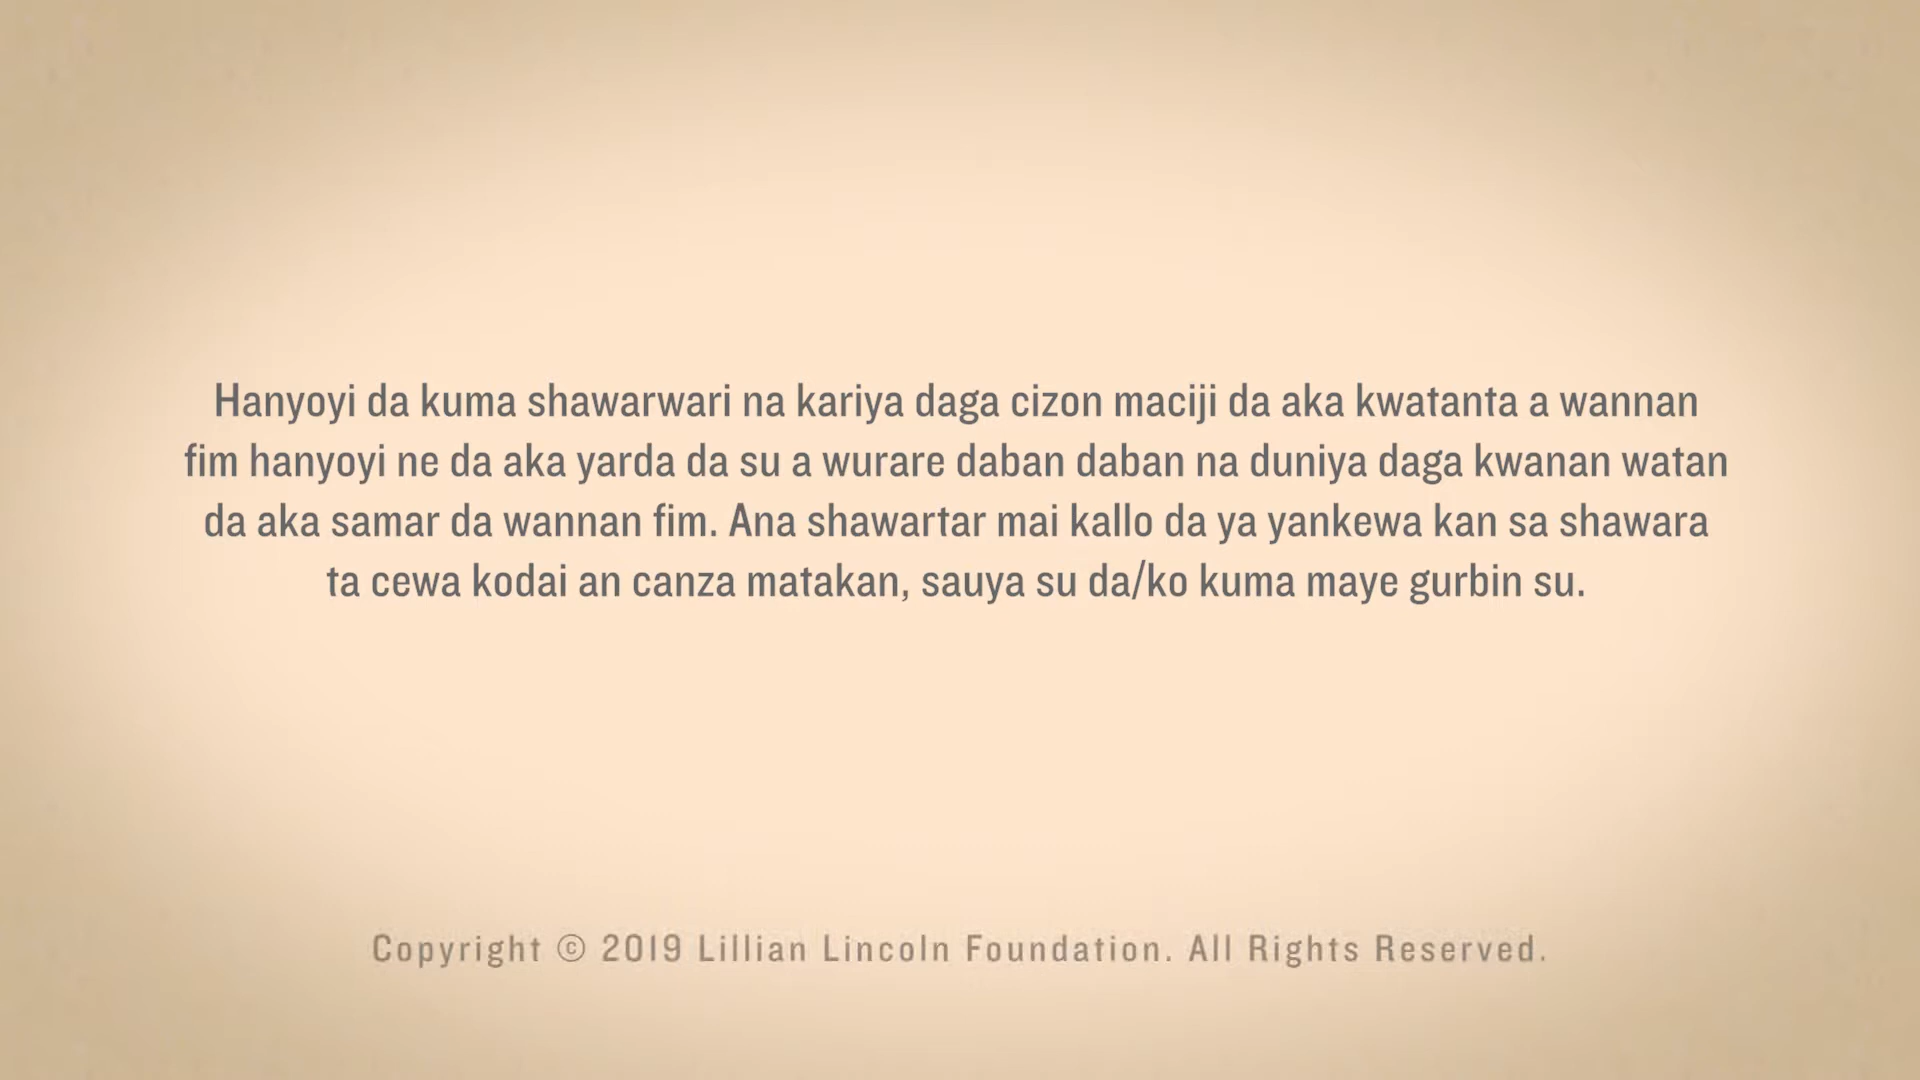 Hanyoyi da kuma shawarwari na kariya daga cizon maciji da aka kwatanta a wannan
fim hanyoyi ne da aka yarda da su a wurare daban daban na duniya daga kwanan watan
da aka samar da wannan fim. Ana shawartar mai kallo da ya yankewa kan sa shawara
ta cewa kodai an canza matakan, sauya su da/ko kuma maye gurbin su.
Copyright © 2019 Lillian Lincoln Foundation. All Rights Reserved.